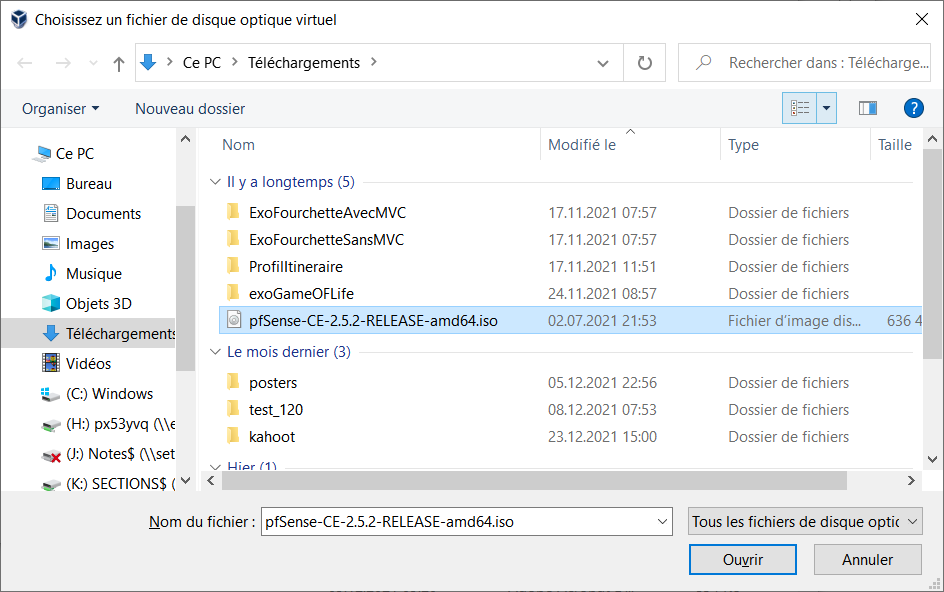 Choisissez un fichier de disque optique virtuel
Ce PC Téléchargements
Rechercher dans : Télécharge...
Organiser Nouveau dossier
Nom Modifié le Type Taille
Ce PC
Bureau
Documents
Images
Musique
Objets 3D
Téléchargements
Vidéos
(C:) Windows
(H:) px53yvq (\\e
(J:) Notes$ (\\set
(K:) SECTIONS$ (
Il y a longtemps (5)
ExoFourchetteAvecMVC 17.11.2021 07:57 Dossier de fichiers
ExoFourchetteSansMVC 17.11.2021 07:57 Dossier de fichiers
ProfilItineraire 17.11.2021 11:51 Dossier de fichiers
exoGameOFLife 24.11.2021 08:57 Dossier de fichiers
pfSense-CE-2.5.2-RELEASE-amd64.iso 02.07.2021 21:53 Fichier d'image dis... 636 4
Le mois dernier (3)
posters 05.12.2021 22:56 Dossier de fichiers
test_120 08.12.2021 07:53 Dossier de fichiers
kahoot 23.12.2021 15:00 Dossier de fichiers
Hier (1)
Nom du fichier : pfSense-CE-2.5.2-RELEASE-amd64.iso
Tous les fichiers de disque optic
Ouvrir Annuler